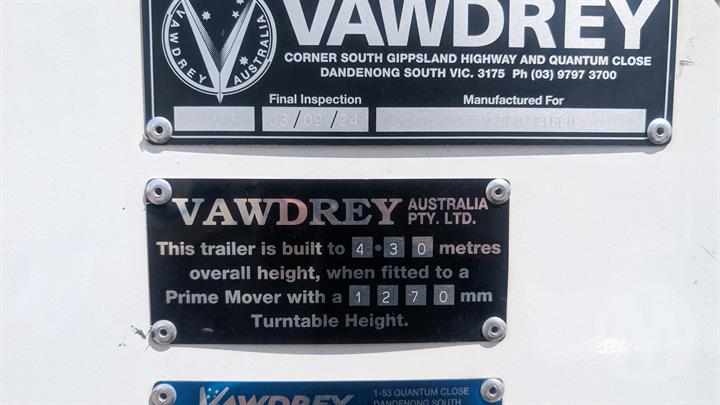 VAWDREY
VAWDREY AUSTRALIA
CORNER SOUTH GIPPSLAND HIGHWAY AND QUANTUM CLOSE
DANDENONG SOUTH VIC. 3175 Ph (03) 9797 3700
Final Inspection Manufactured For
03/09/24
VAWDREY AUSTRALIA
PTY. LTD.
This trailer is built to 4.30 metres
overall height, when fitted to a
Prime Mover with a 1270 mm
Turntable Height.
VAWDREY
1-53 QUANTUM CLOSE
DANDENONG SOUTH